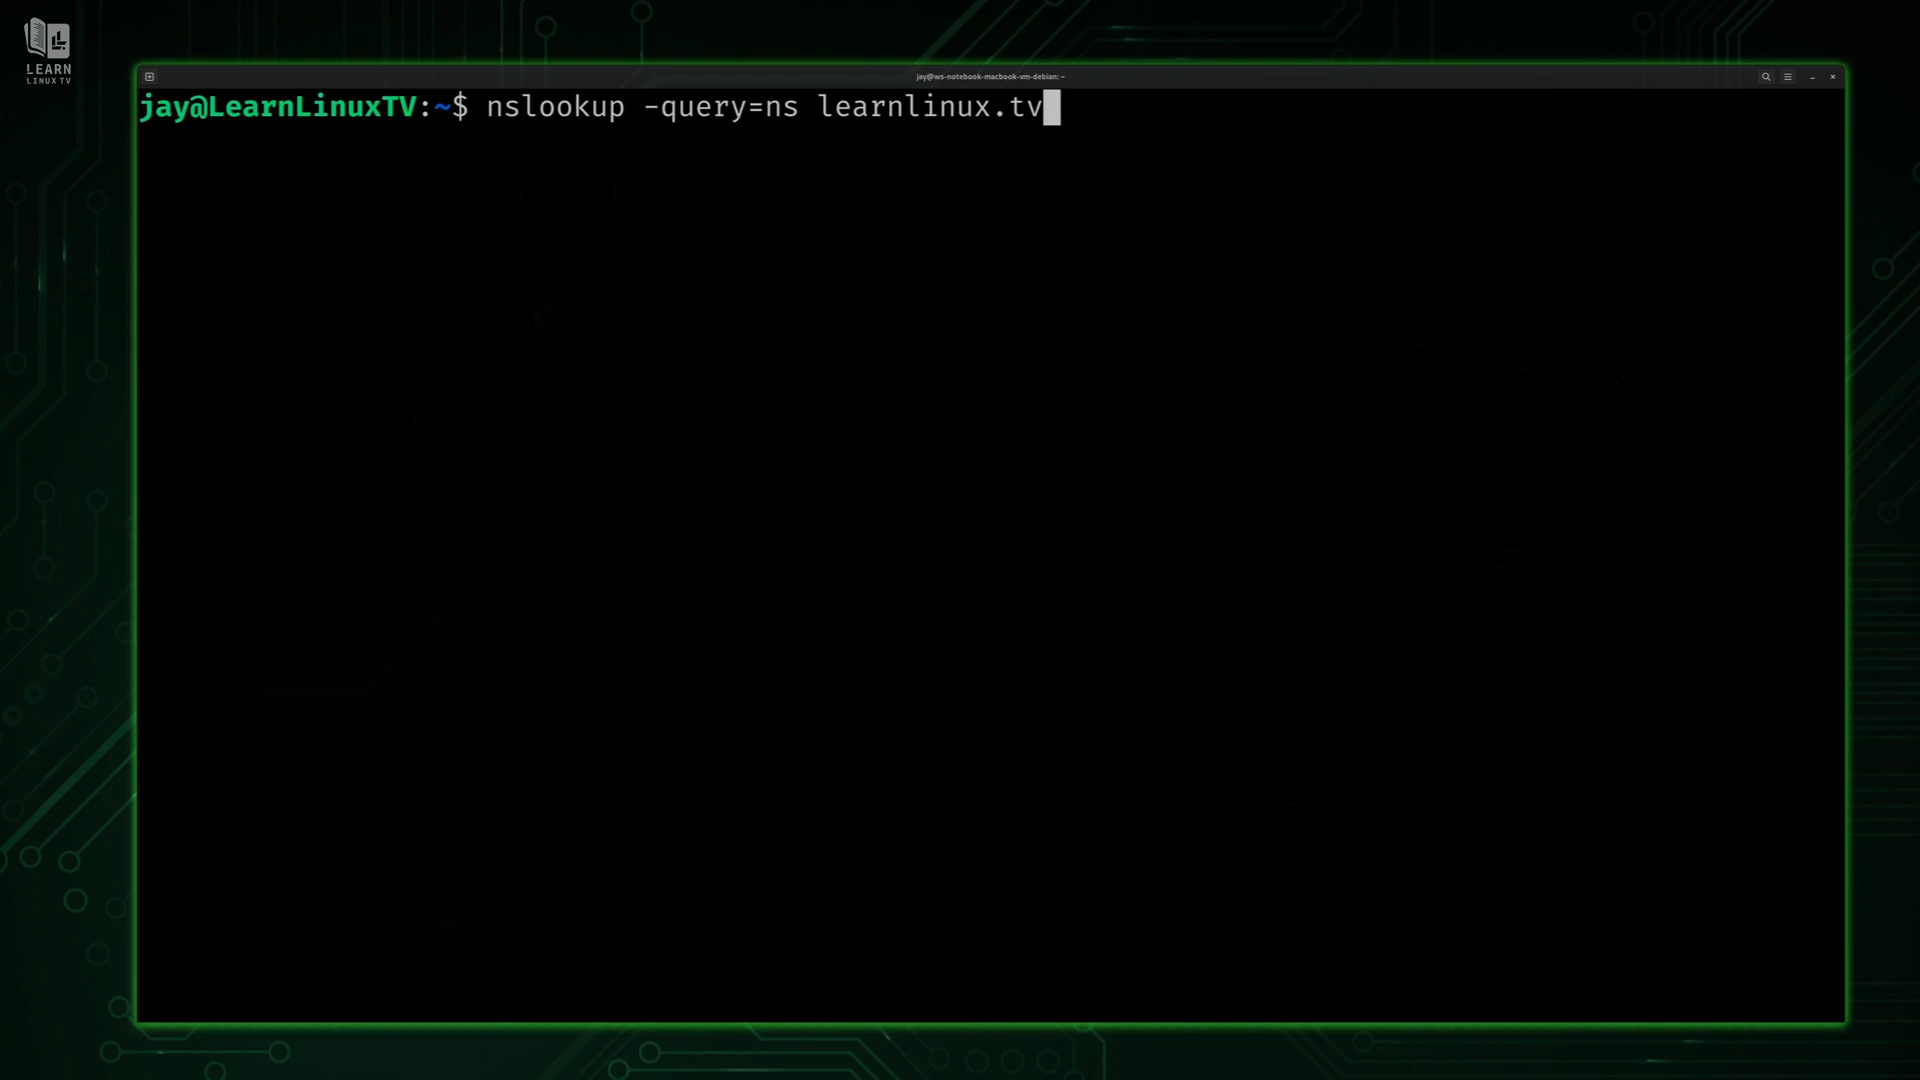 LEARN
LINUX TV
jay@ws-notebook-macbook-vm-debian: ~
jay@LearnLinuxTV:~$ nslookup -query=ns learnlinux.tv